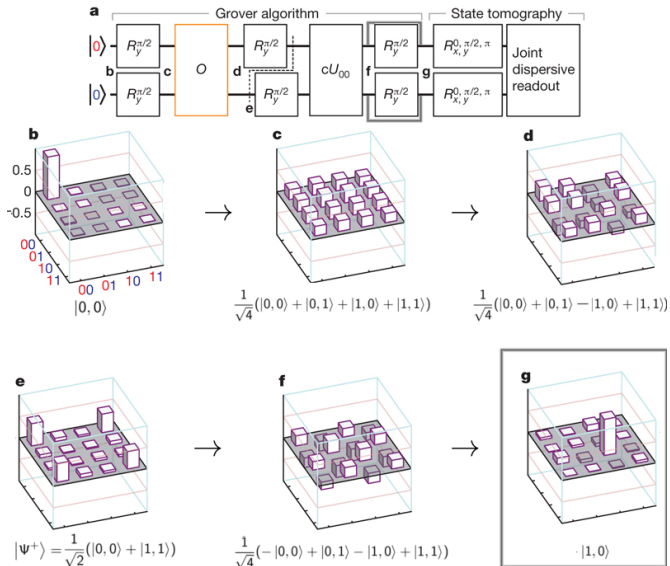 a Grover algorithm State tomography
|0⟩ R_y^{π/2} O R_y^{π/2} cU_{00} R_y^{π/2} R_{x, y}^{0, π/2, π} Joint dispersive readout
b c d e f g
|0⟩ R_y^{π/2} R_y^{π/2} R_y^{π/2} R_{x, y}^{0, π/2, π}
b c d
0.5
0
-0.5
00 01 10 11 00 01 10 11
|0, 0⟩
1/√4 (|0, 0⟩ + |0, 1⟩ + |1, 0⟩ + |1, 1⟩)
1/√4 (|0, 0⟩ + |0, 1⟩ − |1, 0⟩ + |1, 1⟩)
e f g
|Ψ⁺⟩ = 1/√2 (|0, 0⟩ + |1, 1⟩)
1/√4 (− |0, 0⟩ + |0, 1⟩ − |1, 0⟩ + |1, 1⟩)
|1, 0⟩